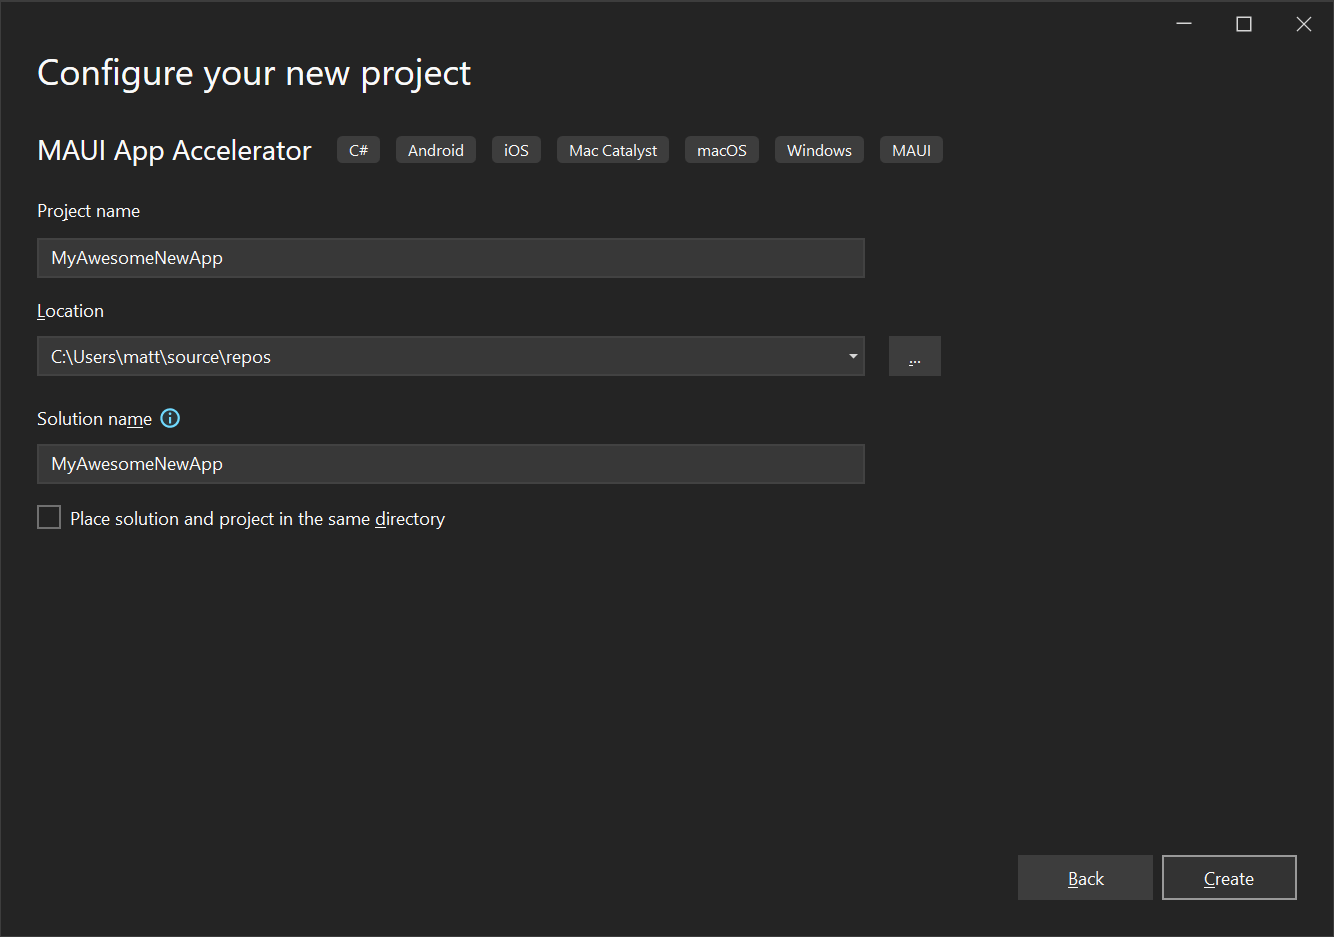 Configure your new project
MAUI App Accelerator C# Android iOS Mac Catalyst macOS Windows MAUI
Project name
MyAwesomeNewApp
Location
C:\Users\matt\source\repos
...
Solution name
MyAwesomeNewApp
Place solution and project in the same directory
Back Create